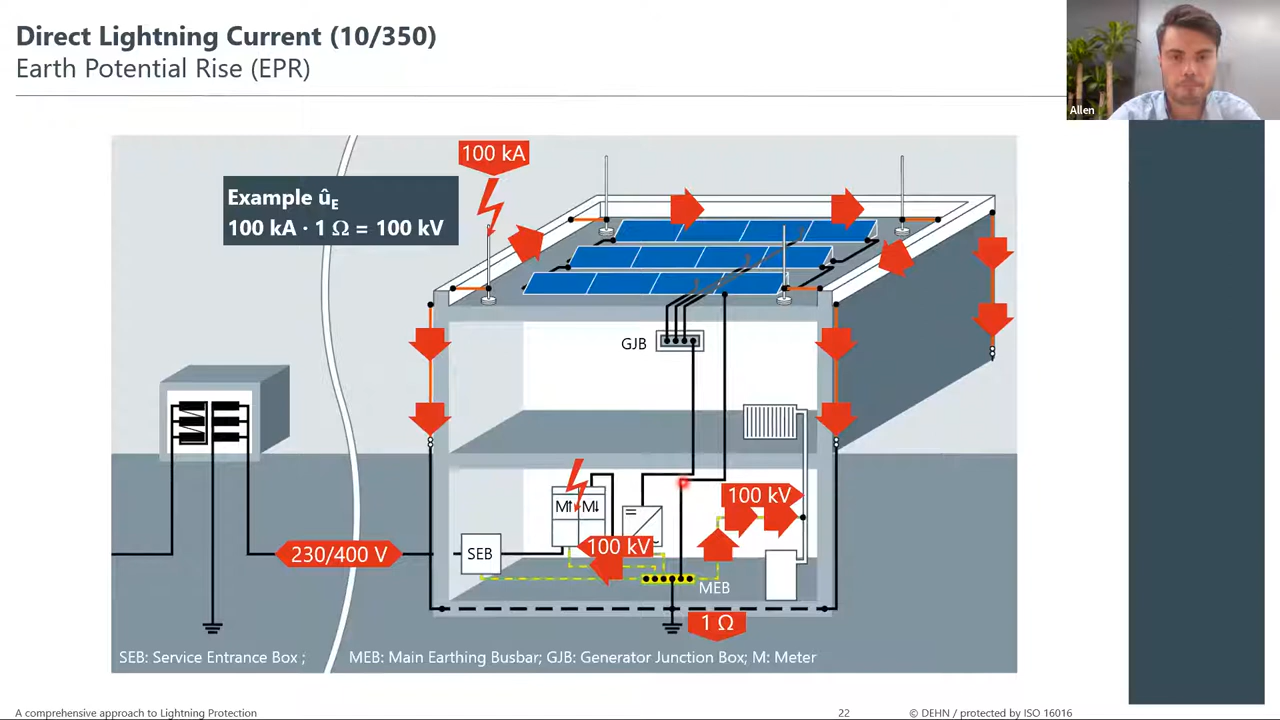 Direct Lightning Current (10/350)
Earth Potential Rise (EPR)
Allen
100 kA
Example ûE
100 kA · 1 Ω = 100 kV
GJB
M↑ M↓
100 kV
100 kV
230/400 V
SEB
MEB
1 Ω
SEB: Service Entrance Box ; MEB: Main Earthing Busbar; GJB: Generator Junction Box; M: Meter
A comprehensive approach to Lightning Protection 22 © DEHN / protected by ISO 16016